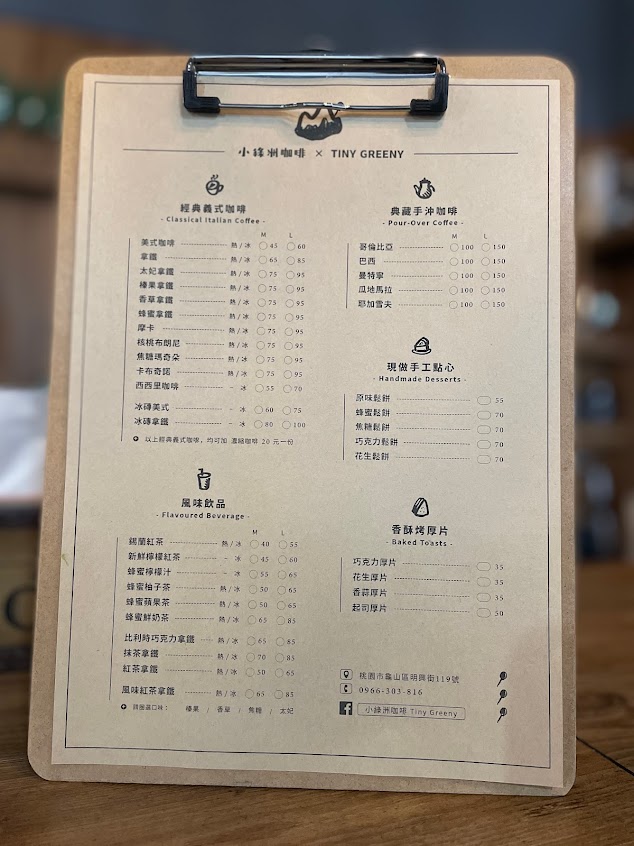 小綠洲咖啡 × TINY GREENY
經典義式咖啡
- Classical Italian Coffee -
M L
美式咖啡 熱 / 冰 45 60
拿鐵 熱 / 冰 65 85
太妃拿鐵 熱 / 冰 75 95
榛果拿鐵 熱 / 冰 75 95
香草拿鐵 熱 / 冰 75 95
蜂蜜拿鐵 熱 / 冰 75 95
摩卡 熱 / 冰 75 95
核桃布朗尼 熱 / 冰 75 95
焦糖瑪奇朵 熱 / 冰 75 95
卡布奇諾 熱 / 冰 75 95
西西里咖啡 - 冰 55 70
冰磚美式 - 冰 60 75
冰磚拿鐵 - 冰 80 100
以上經典義式咖啡，均可加 濃縮咖啡 20 元一份
風味飲品
- Flavoured Beverage -
M L
錫蘭紅茶 熱 / 冰 40 55
新鮮檸檬紅茶 - 冰 45 60
蜂蜜檸檬汁 - 冰 55 65
蜂蜜柚子茶 熱 / 冰 50 65
蜂蜜蘋果茶 熱 / 冰 50 65
蜂蜜鮮奶茶 熱 / 冰 65 85
比利時巧克力拿鐵 熱 / 冰 65 85
抹茶拿鐵 熱 / 冰 70 85
紅茶拿鐵 熱 / 冰 50 65
風味紅茶拿鐵 熱 / 冰 65 85
榛果 / 香草 / 焦糖 / 太妃
典藏手沖咖啡
- Pour-Over Coffee -
M L
哥倫比亞 100 150
巴西 100 150
曼特寧 100 150
瓜地馬拉 100 150
耶加雪夫 100 150
現做手工點心
- Handmade Desserts -
原味鬆餅 55
蜂蜜鬆餅 70
焦糖鬆餅 70
巧克力鬆餅 70
花生鬆餅 70
香酥烤厚片
- Baked Toasts -
巧克力厚片 35
花生厚片 35
香蒜厚片 35
起司厚片 50
桃園市龜山區明興街119號
0966-303-816
小綠洲咖啡 Tiny Greeny